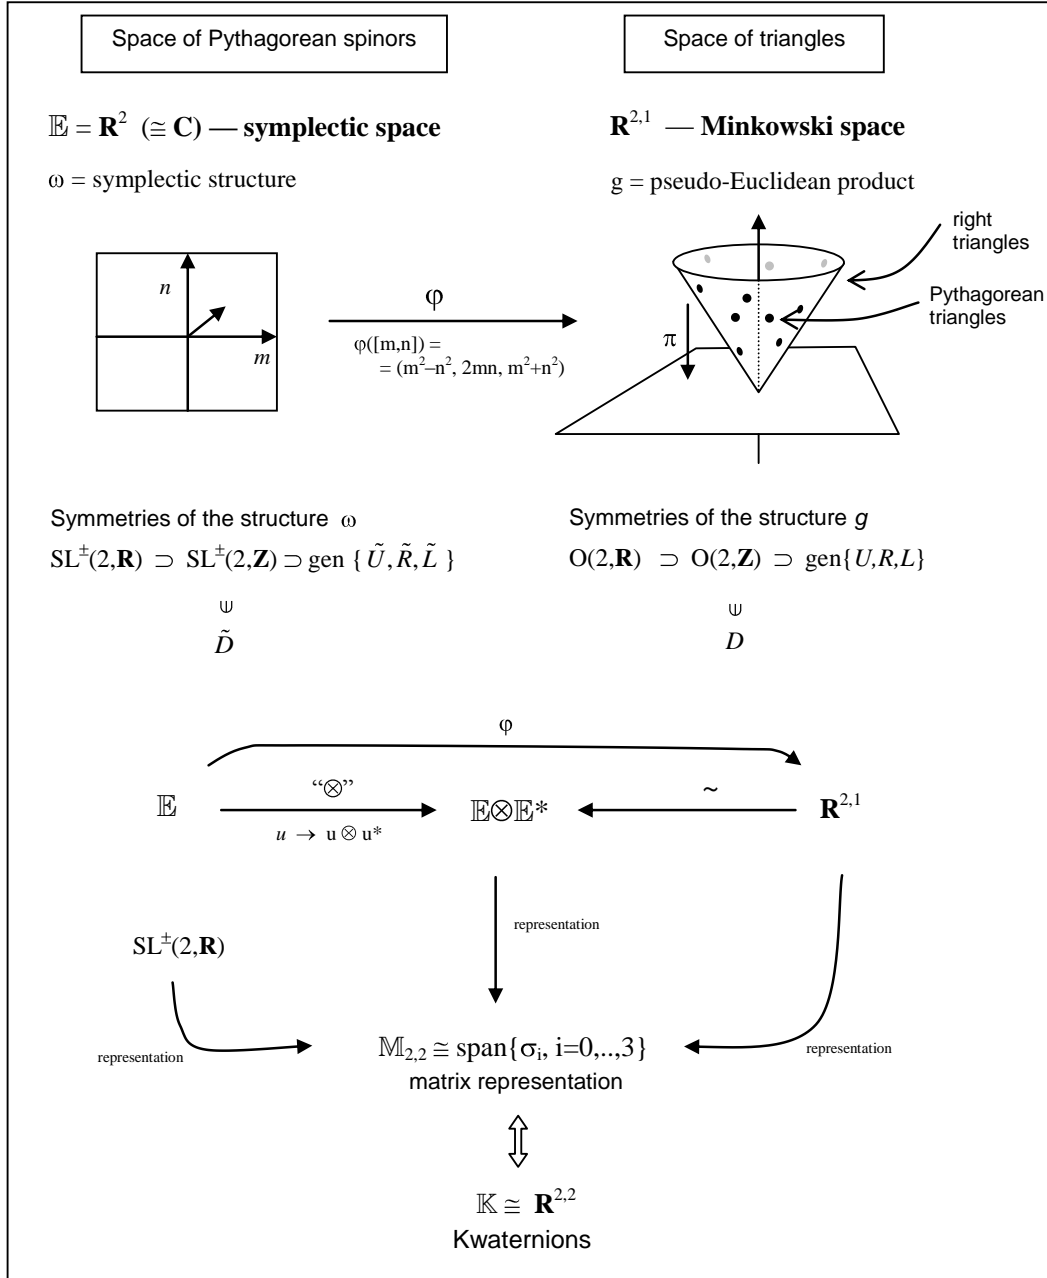 Space of Pythagorean spinors
Space of triangles
𝔼 = R² (≅ C) — symplectic space
R^{2,1} — Minkowski space
ω = symplectic structure
g = pseudo-Euclidean product
n
m
φ
φ([m,n]) =
= (m²–n², 2mn, m²+n²)
π
right
triangles
Pythagorean
triangles
Symmetries of the structure ω
SL^±(2,R) ⊃ SL^±(2,Z) ⊃ gen { Ũ, R̃, L̃ }
⋓
D̃
Symmetries of the structure g
O(2,R) ⊃ O(2,Z) ⊃ gen{U,R,L}
⋓
D
φ
𝔼
“⊗”
u → u ⊗ u*
𝔼⊗𝔼*
~
R^{2,1}
representation
SL^±(2,R)
representation
representation
𝕄_{2,2} ≅ span{σ_i, i=0,..,3}
matrix representation
𝕂 ≅ R^{2,2}
Kwaternions